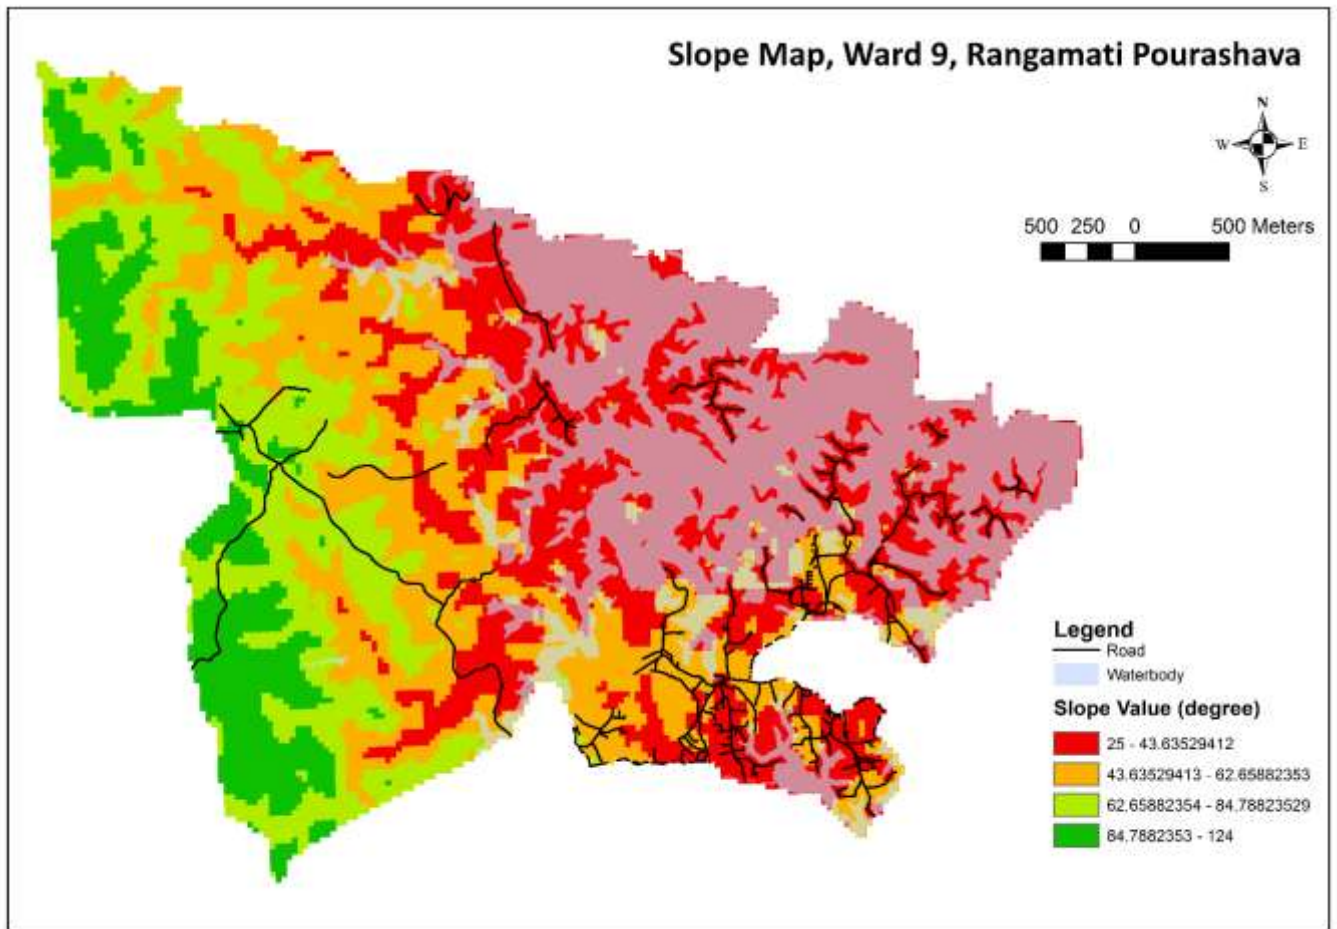 Slope Map, Ward 9, Rangamati Pourashava
N
W E
S
500 250 0 500 Meters
Legend
Road
Waterbody
Slope Value (degree)
25 - 43.63529412
43.63529413 - 62.65882353
62.65882354 - 84.78823529
84.7882353 - 124